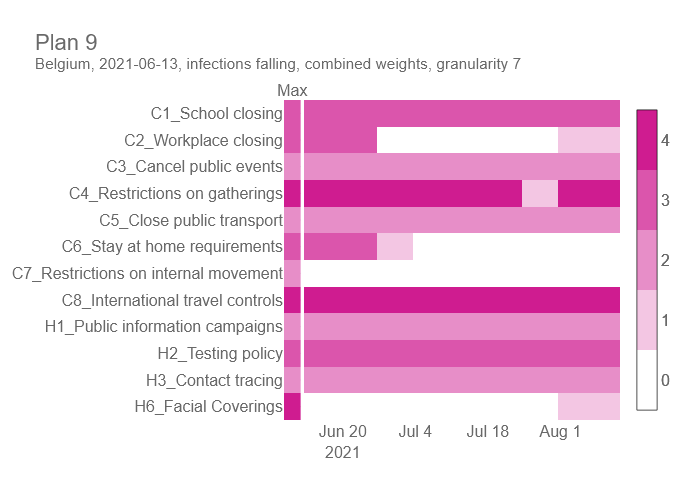 Plan 9
Belgium, 2021-06-13, infections falling, combined weights, granularity 7
Max
C1_School closing
C2_Workplace closing
C3_Cancel public events
C4_Restrictions on gatherings
C5_Close public transport
C6_Stay at home requirements
C7_Restrictions on internal movement
C8_International travel controls
H1_Public information campaigns
H2_Testing policy
H3_Contact tracing
H6_Facial Coverings
4
3
2
1
0
Jun 20 Jul 4 Jul 18 Aug 1
2021